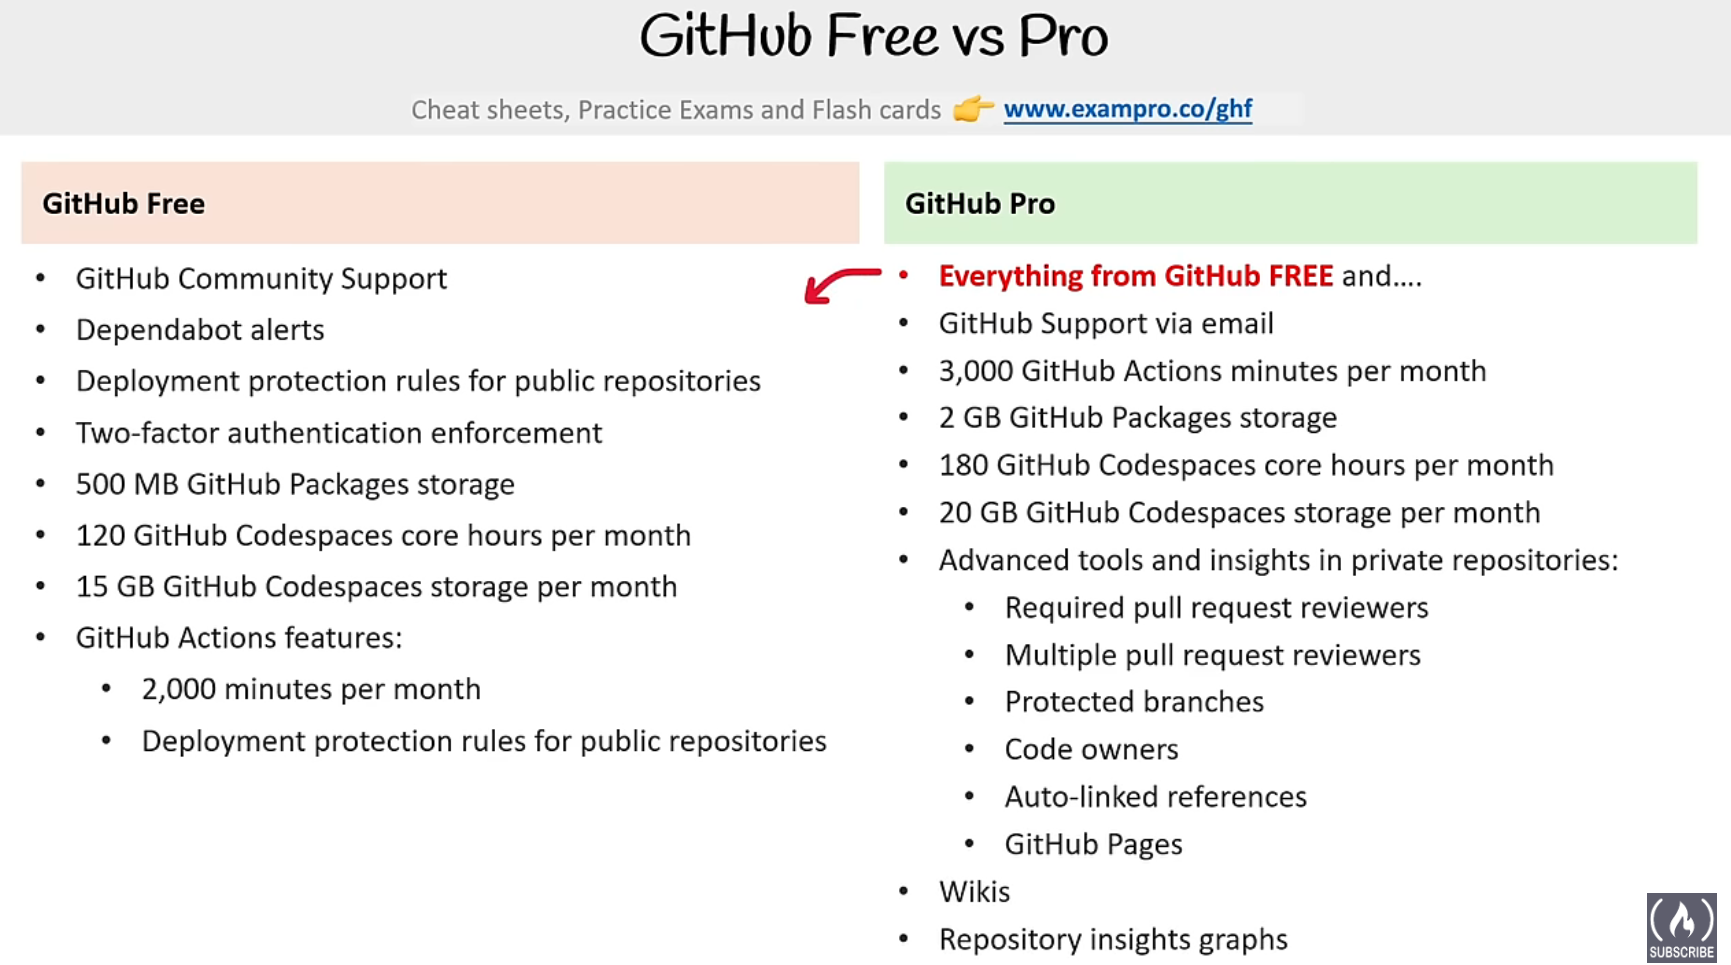 GitHub Free vs Pro
Cheat sheets, Practice Exams and Flash cards 👉 www.exampro.co/ghf
GitHub Free
• GitHub Community Support
• Dependabot alerts
• Deployment protection rules for public repositories
• Two-factor authentication enforcement
• 500 MB GitHub Packages storage
• 120 GitHub Codespaces core hours per month
• 15 GB GitHub Codespaces storage per month
• GitHub Actions features:
• 2,000 minutes per month
• Deployment protection rules for public repositories
GitHub Pro
• Everything from GitHub FREE and....
• GitHub Support via email
• 3,000 GitHub Actions minutes per month
• 2 GB GitHub Packages storage
• 180 GitHub Codespaces core hours per month
• 20 GB GitHub Codespaces storage per month
• Advanced tools and insights in private repositories:
• Required pull request reviewers
• Multiple pull request reviewers
• Protected branches
• Code owners
• Auto-linked references
• GitHub Pages
• Wikis
• Repository insights graphs
SUBSCRIBE